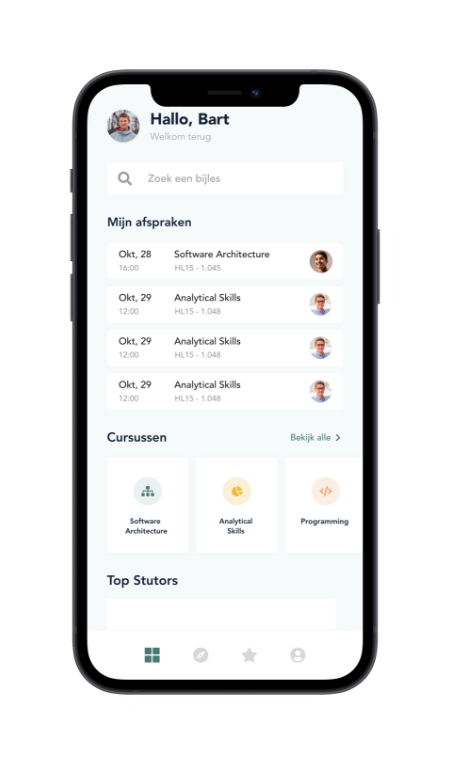 Hallo, Bart
Welkom terug
Zoek een bijles
Mijn afspraken
Okt, 28 Software Architecture
16:00 HL15 - 1.045
Okt, 29 Analytical Skills
12:00 HL15 - 1.048
Okt, 29 Analytical Skills
12:00 HL15 - 1.048
Okt, 29 Analytical Skills
12:00 HL15 - 1.048
Cursussen Bekijk alle
Software
Architecture
Analytical
Skills
Programming
Top Stutors